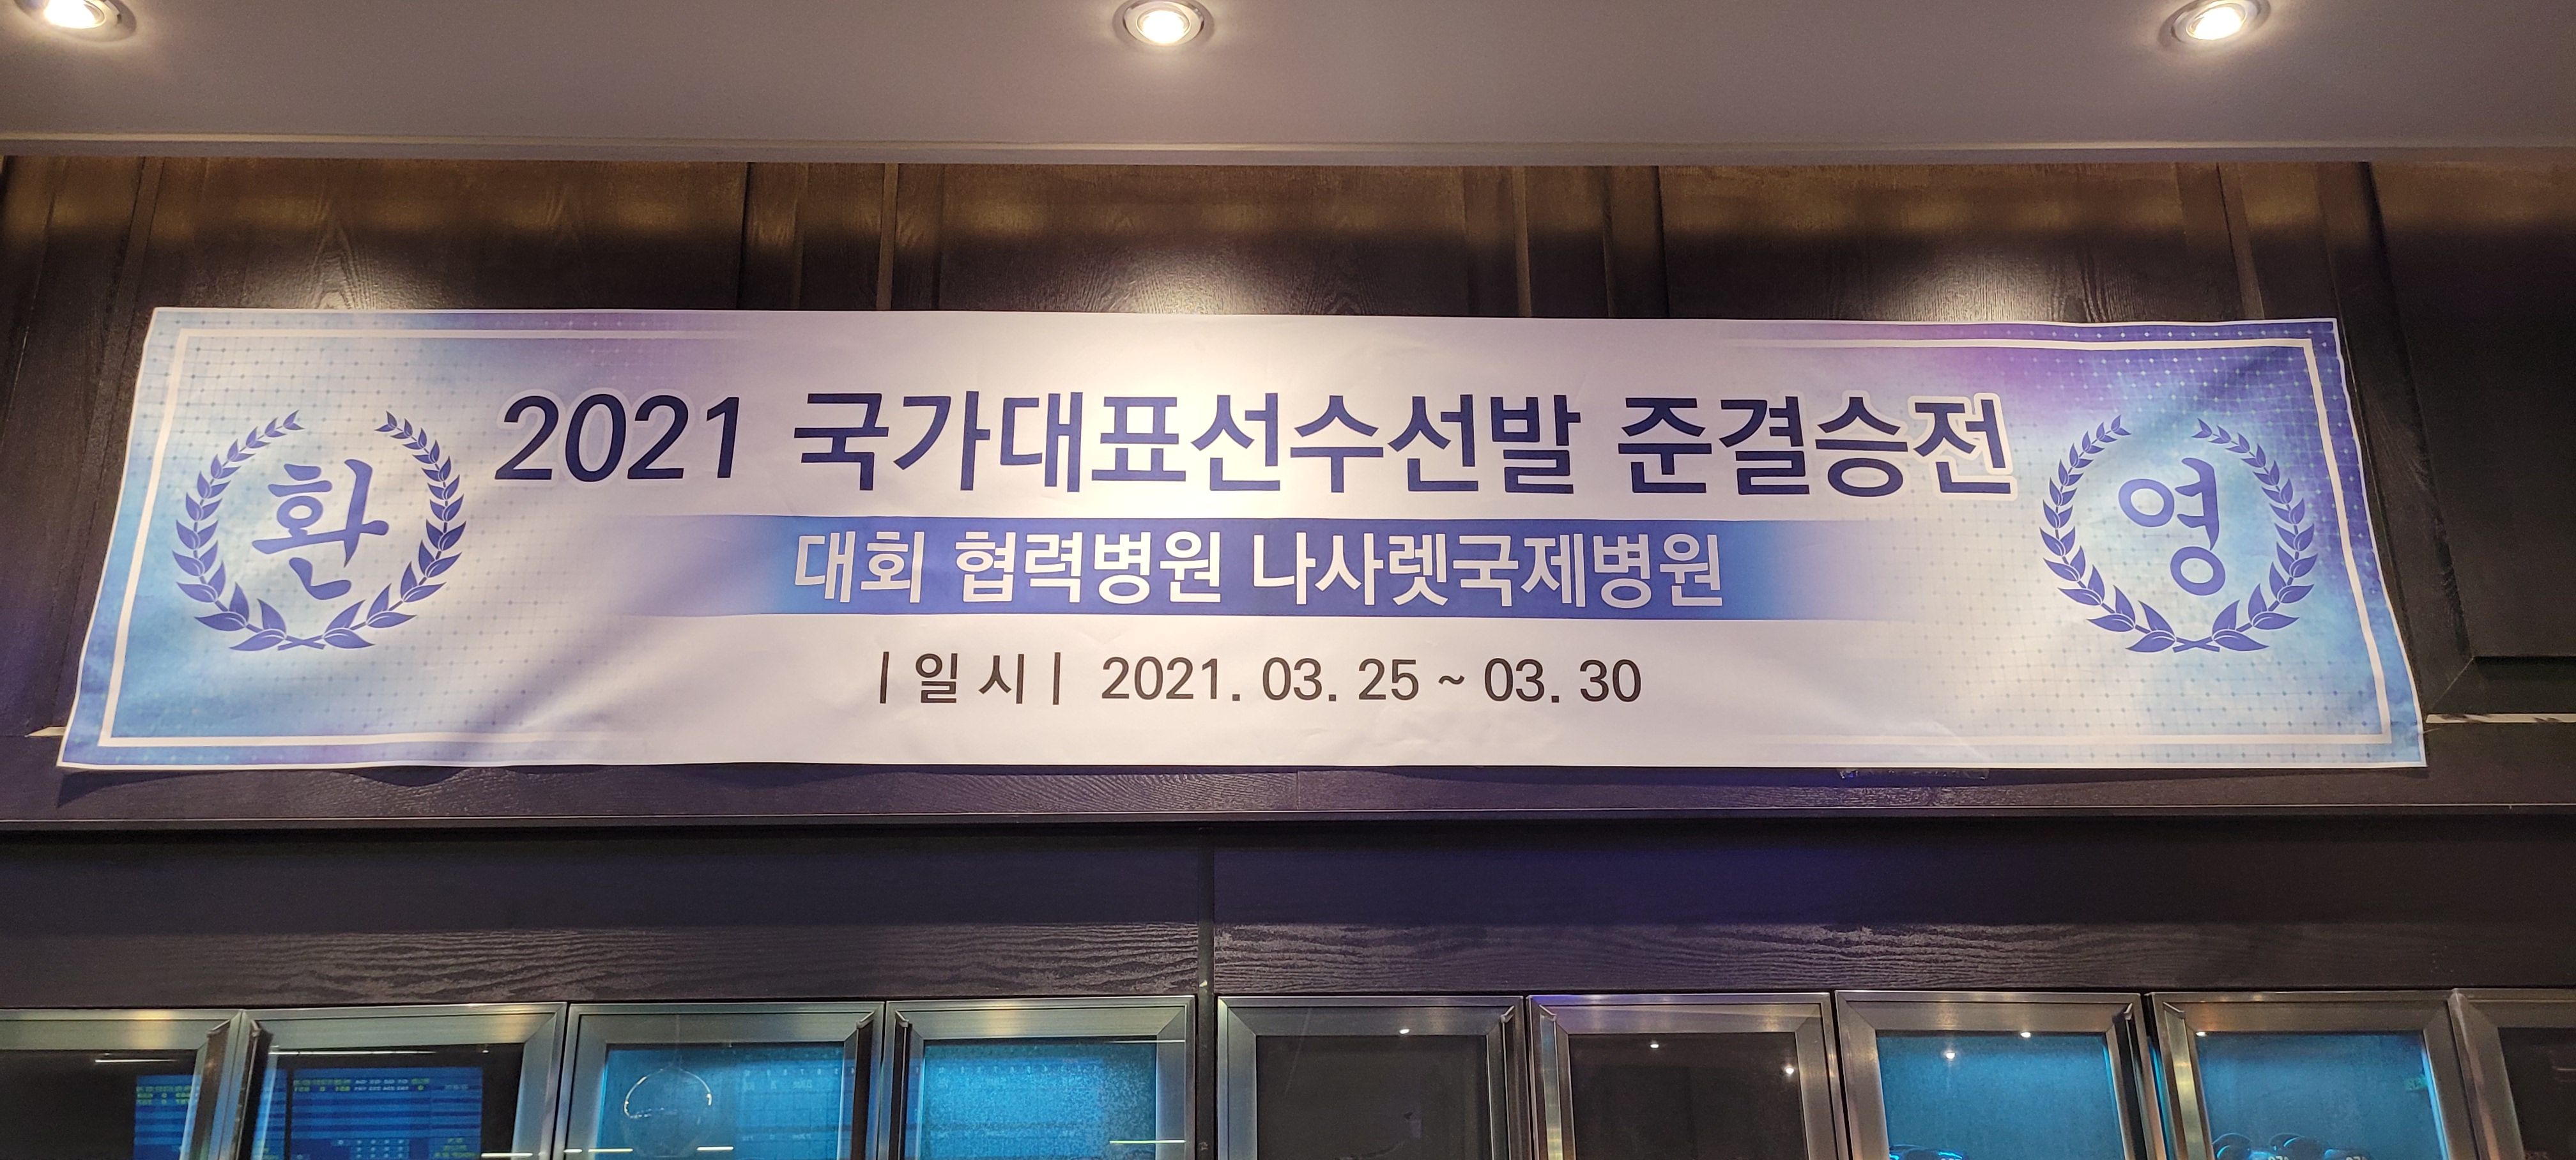 환
2021 국가대표선수선발 준결승전
대회 협력병원 나사렛국제병원
| 일 시 | 2021. 03. 25 ~ 03. 30
영